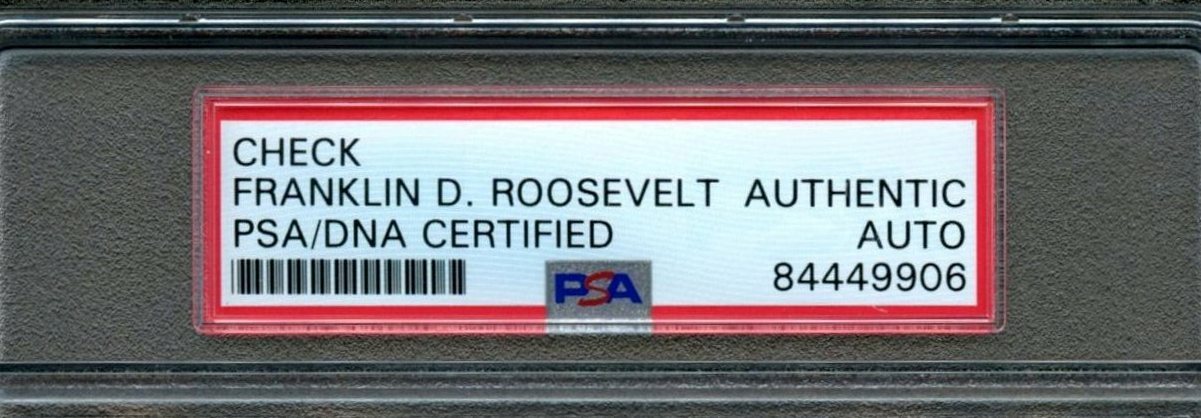 CHECK
FRANKLIN D. ROOSEVELT AUTHENTIC
PSA/DNA CERTIFIED AUTO
PSA 84449906